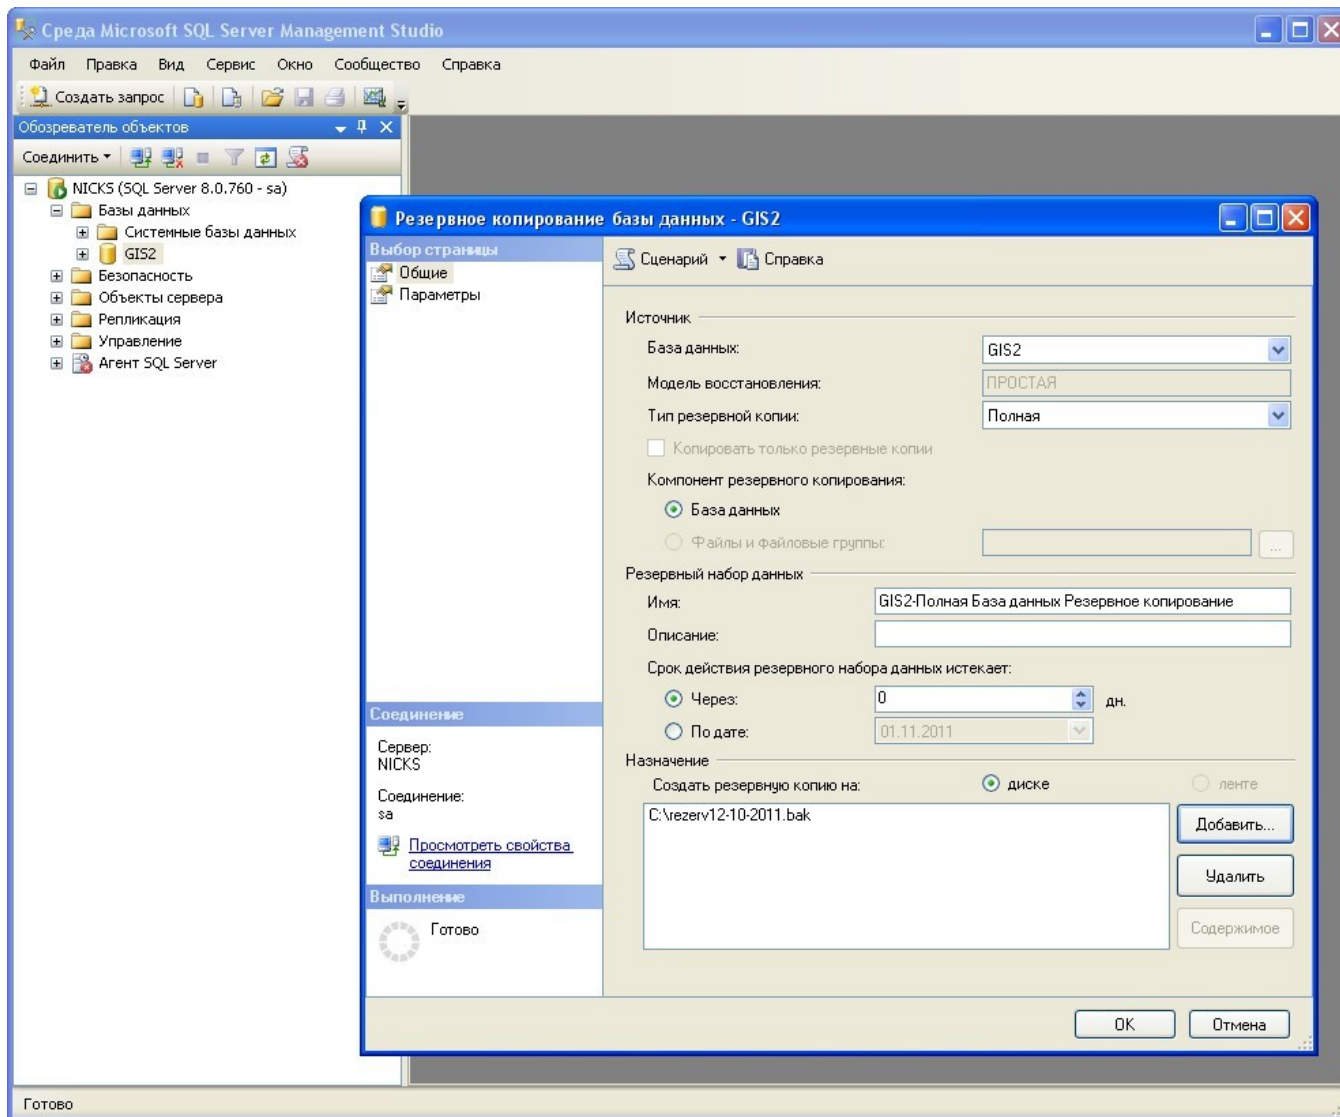 Среда Microsoft SQL Server Management Studio
Файл Правка Вид Сервис Окно Сообщество Справка
Создать запрос
Обозреватель объектов
Соединить
NICKS (SQL Server 8.0.760 - sa)
Базы данных
Системные базы данных
GIS2
Безопасность
Объекты сервера
Репликация
Управление
Агент SQL Server
Резервное копирование базы данных - GIS2
Выбор страницы
Общие
Параметры
Соединение
Сервер:
NICKS
Соединение:
sa
Просмотреть свойства
соединения
Выполнение
Готово
Сценарий Справка
Источник
База данных: GIS2
Модель восстановления: ПРОСТАЯ
Тип резервной копии: Полная
Копировать только резервные копии
Компонент резервного копирования:
База данных
Файлы и файловые группы: ...
Резервный набор данных
Имя: GIS2-Полная База данных Резервное копирование
Описание:
Срок действия резервного набора данных истекает:
Через: 0 дн.
По дате: 01.11.2011
Назначение
Создать резервную копию на: диске ленте
C:\rezerv12-10-2011.bak
Добавить...
Удалить
Содержимое
OK Отмена
Готово